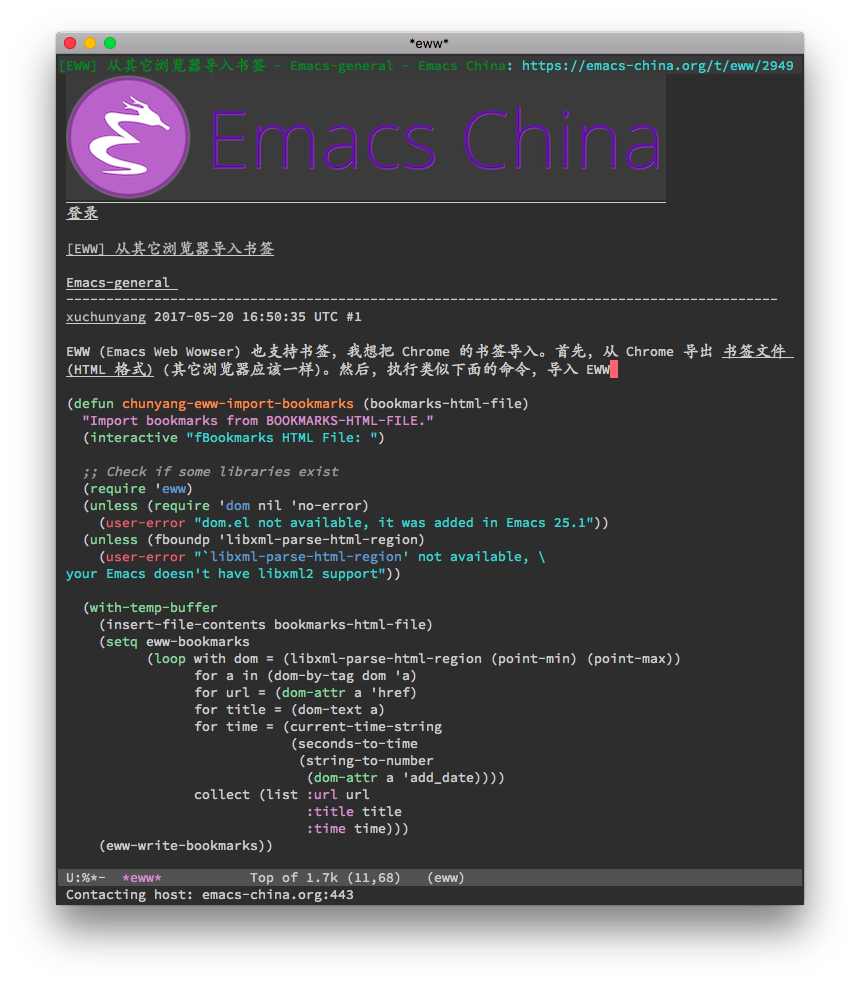 *eww*
[EWW] 从其它浏览器导入书签 - Emacs-general - Emacs China: https://emacs-china.org/t/eww/2949
Emacs China
登录
[EWW] 从其它浏览器导入书签
Emacs-general
-----------------------------------------------------------------------------------------
xuchunyang 2017-05-20 16:50:35 UTC #1
EWW (Emacs Web Wowser) 也支持书签, 我想把 Chrome 的书签导入。首先, 从 Chrome 导出 书签文件
(HTML 格式) (其它浏览器应该一样)。然后, 执行类似下面的命令, 导入 EWW
(defun chunyang-eww-import-bookmarks (bookmarks-html-file)
  "Import bookmarks from BOOKMARKS-HTML-FILE."
  (interactive "fBookmarks HTML File: ")
  ;; Check if some libraries exist
  (require 'eww)
  (unless (require 'dom nil 'no-error)
    (user-error "dom.el not available, it was added in Emacs 25.1"))
  (unless (fboundp 'libxml-parse-html-region)
    (user-error "`libxml-parse-html-region' not available, \
your Emacs doesn't have libxml2 support"))
  (with-temp-buffer
    (insert-file-contents bookmarks-html-file)
    (setq eww-bookmarks
          (loop with dom = (libxml-parse-html-region (point-min) (point-max))
                for a in (dom-by-tag dom 'a)
                for url = (dom-attr a 'href)
                for title = (dom-text a)
                for time = (current-time-string
                            (seconds-to-time
                             (string-to-number
                              (dom-attr a 'add_date))))
                collect (list :url url
                              :title title
                              :time time)))
    (eww-write-bookmarks))
U:%*-  *eww*           Top of 1.7k (11,68)   (eww)
Contacting host: emacs-china.org:443